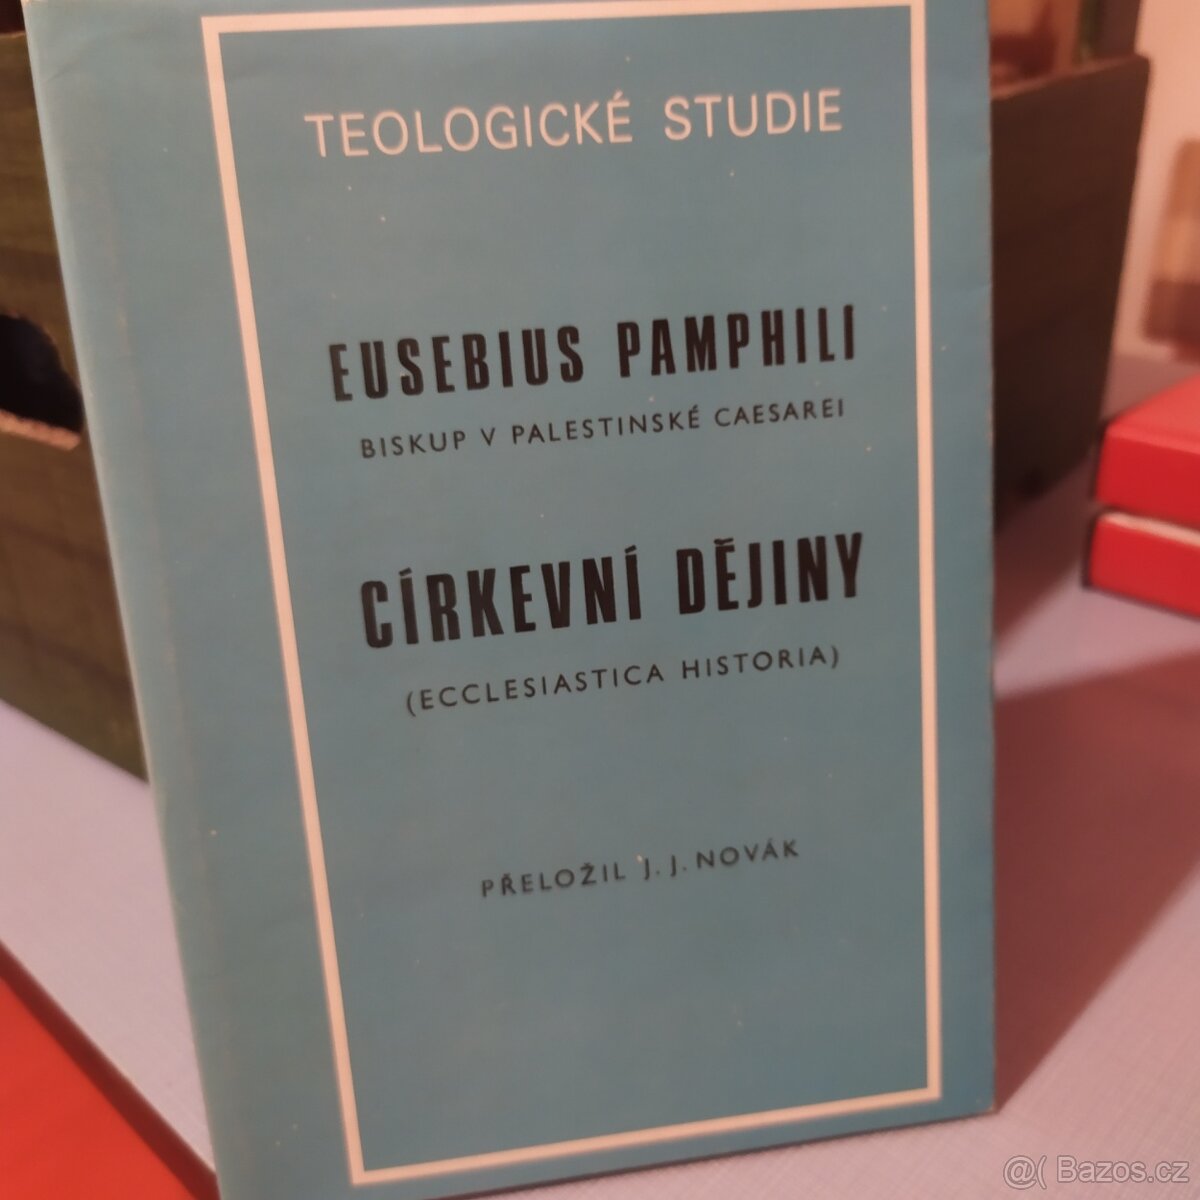 TEOLOGICKÉ STUDIE
EUSEBIUS PAMPHILI
BISKUP V PALESTINSKÉ CAESAREI
CÍRKEVNÍ DĚJINY
(ECCLESIASTICA HISTORIA)
PŘELOŽIL J. J. NOVÁK
@( Bazos.cz